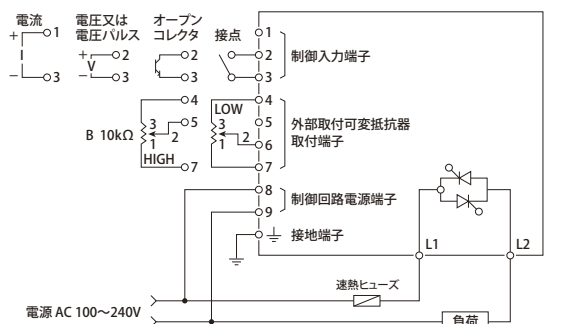 電流
電圧又は
電圧パルス
オープン
コレクタ
接点
+ 1
I
− 3
+ 2
V
− 3
2
3
1
2
3
制御入力端子
4
5
7
B 10kΩ
3
2
1
HIGH
LOW
3
2
1
4
5
6
7
外部取付可変抵抗器
取付端子
8
9
制御回路電源端子
接地端子
L1
L2
速熱ヒューズ
電源 AC 100〜240V
負荷